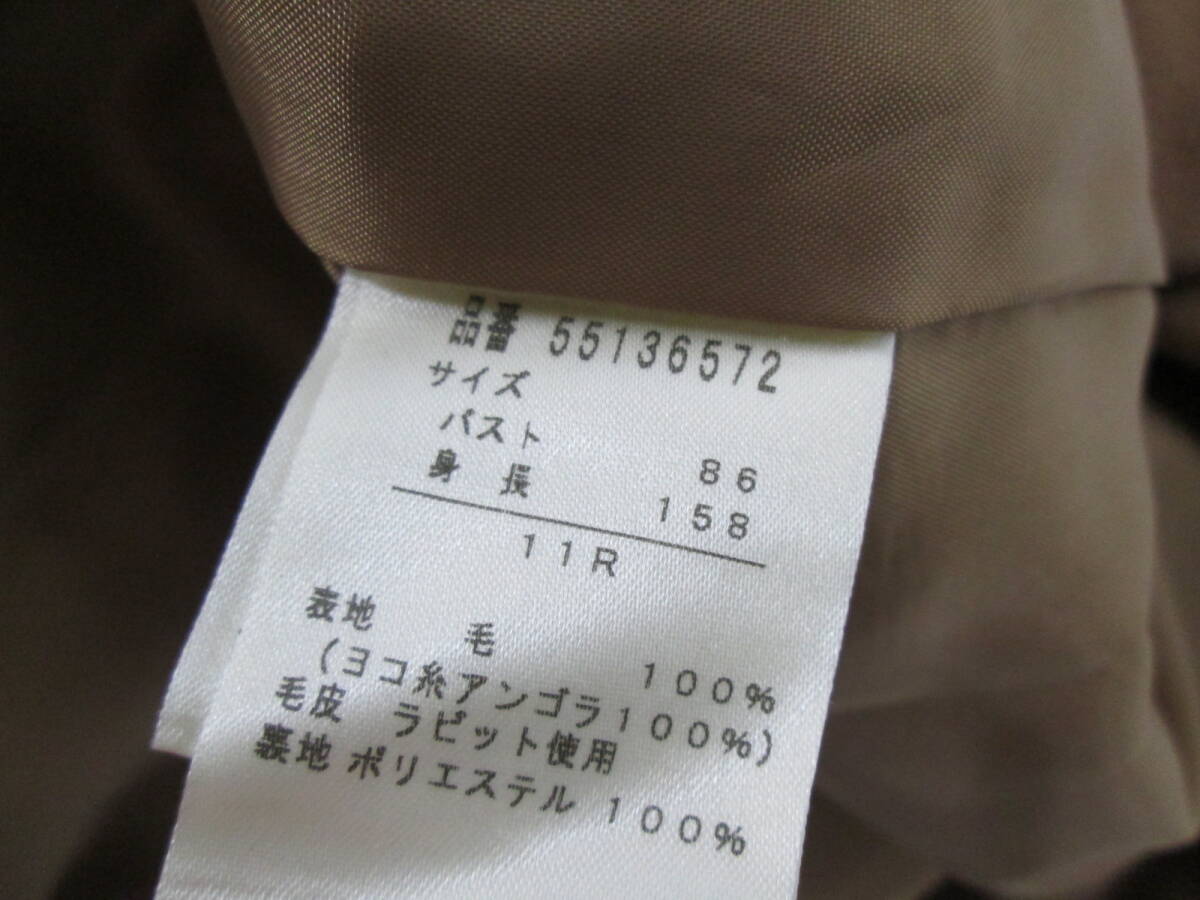 品番 55136572
サイズ
バスト 86
身長 158
11R
表地 毛 100%
(ヨコ糸アンゴラ100%)
毛皮 ラビット使用
裏地 ポリエステル 100%